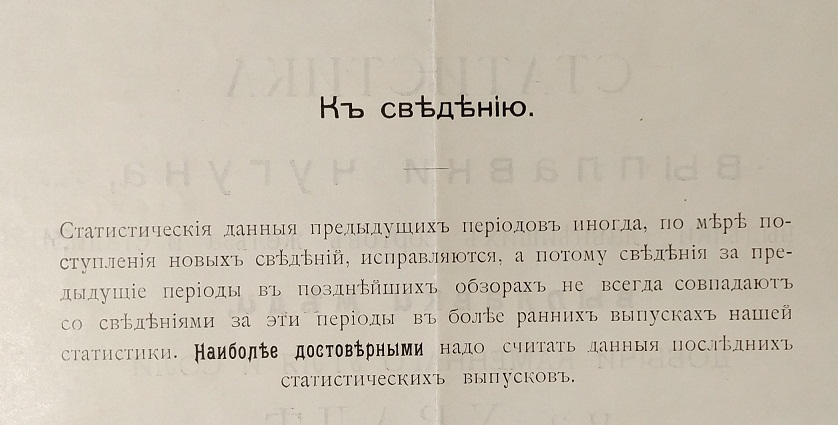 Къ свѣдѣнію.
Статистическія данныя предыдущихъ періодовъ иногда, по мѣрѣ по-
ступленія новыхъ свѣдѣній, исправляются, а потому свѣдѣнія за пре-
дыдущіе періоды въ позднѣйшихъ обзорахъ не всегда совпадаютъ
со свѣдѣніями за эти періоды въ болѣе раннихъ выпускахъ нашей
статистики. Наиболѣе достовѣрными надо считать данныя послѣднихъ
статистическихъ выпусковъ.